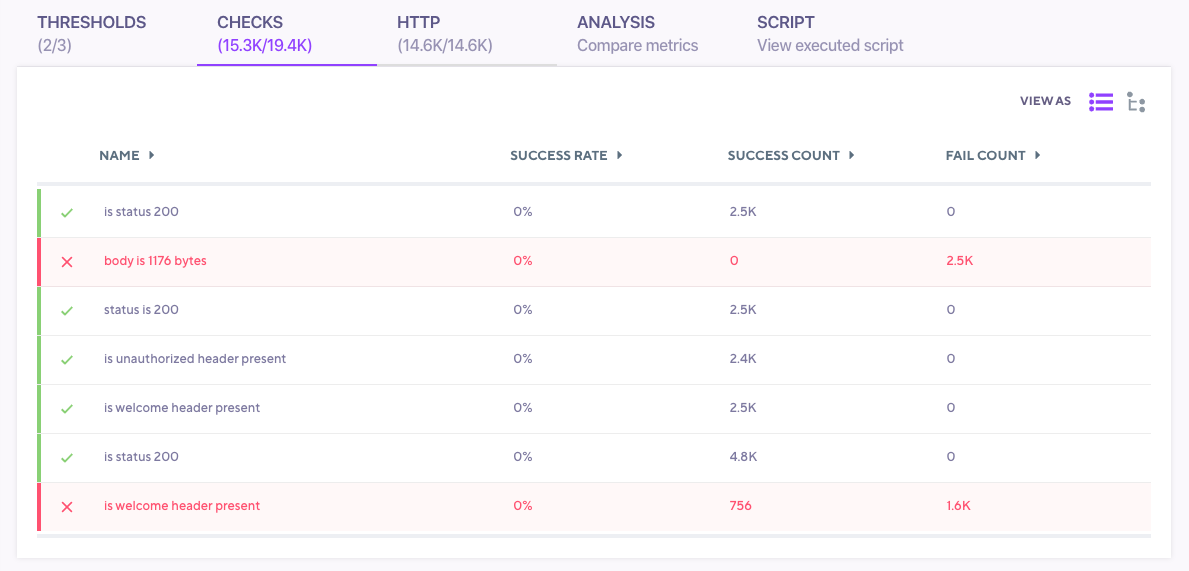 THRESHOLDS CHECKS HTTP ANALYSIS SCRIPT
(2/3) (15.3K/19.4K) (14.6K/14.6K) Compare metrics View executed script
VIEW AS
NAME SUCCESS RATE SUCCESS COUNT FAIL COUNT
is status 200 0% 2.5K 0
body is 1176 bytes 0% 0 2.5K
status is 200 0% 2.5K 0
is unauthorized header present 0% 2.4K 0
is welcome header present 0% 2.5K 0
is status 200 0% 4.8K 0
is welcome header present 0% 756 1.6K